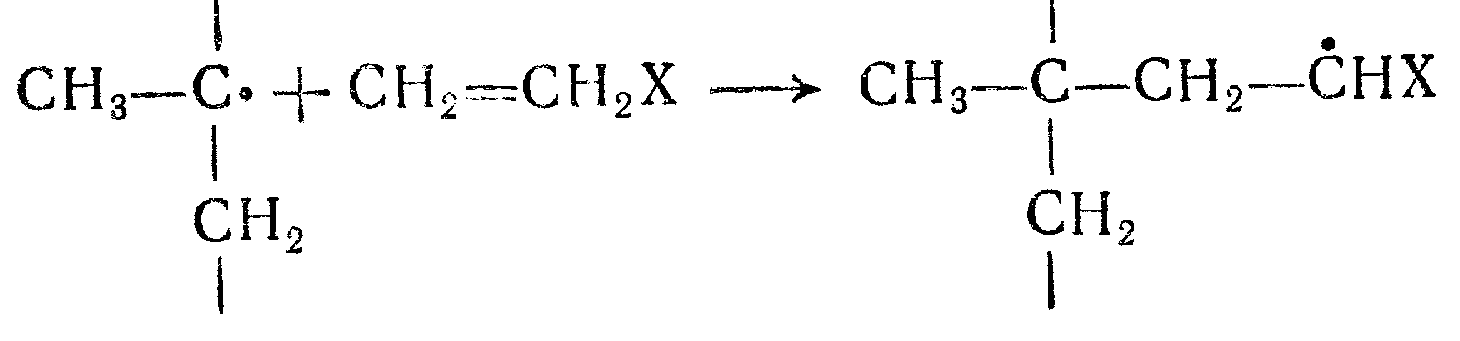 CH₃—C· + CH₂=CH₂X ⟶ CH₃—C—CH₂—ĊHX
CH₂ CH₂